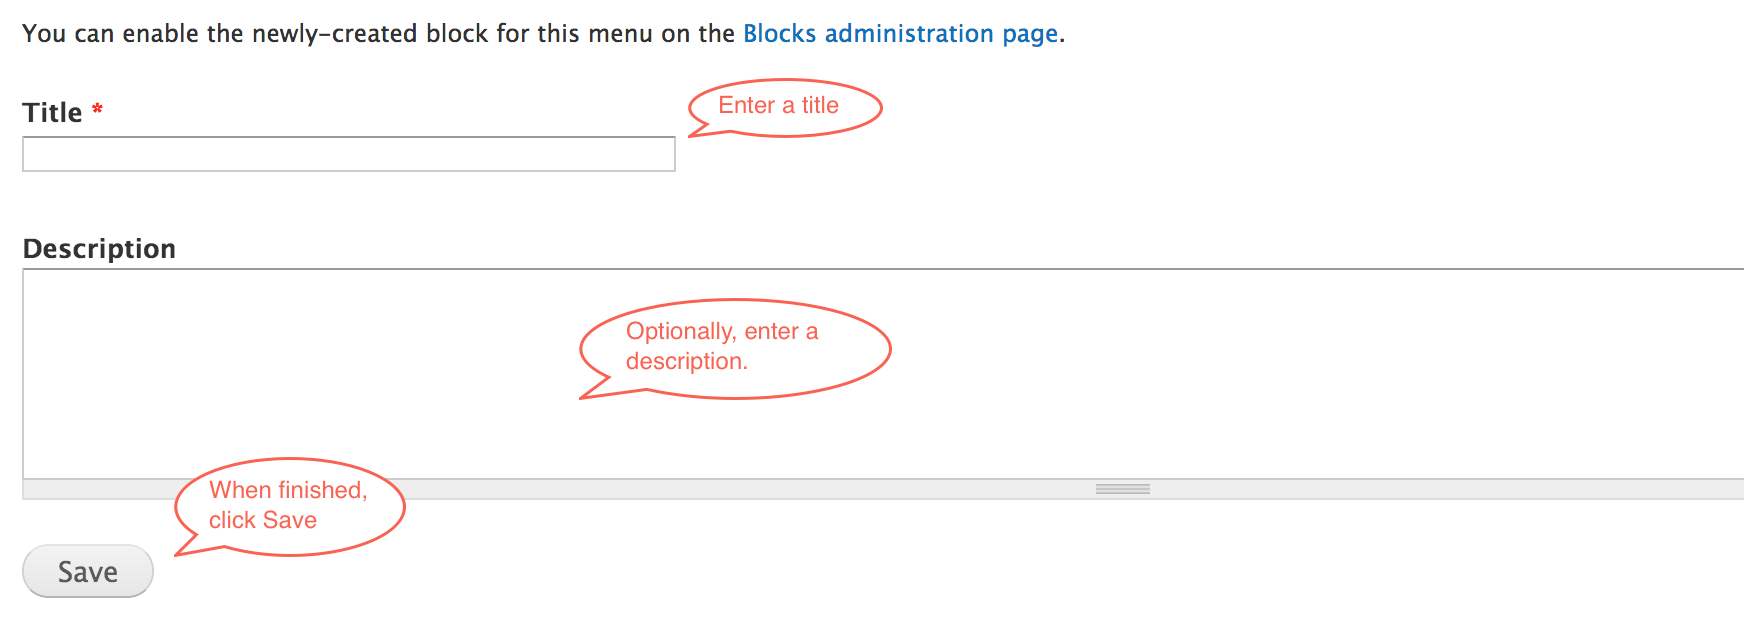 You can enable the newly-created block for this menu on the Blocks administration page.
Title *
Enter a title
Description
Optionally, enter a
description.
When finished,
click Save
Save